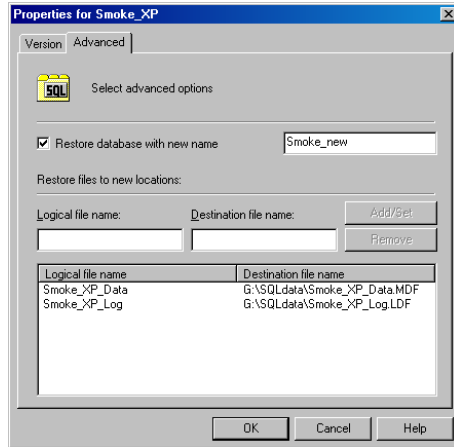 Properties for Smoke_XP
Version Advanced
SQL Select advanced options
Restore database with new name Smoke_new
Restore files to new locations:
Logical file name: Destination file name: Add/Set
Remove
Logical file name Destination file name
Smoke_XP_Data G:\SQLdata\Smoke_XP_Data.MDF
Smoke_XP_Log G:\SQLdata\Smoke_XP_Log.LDF
OK Cancel Help